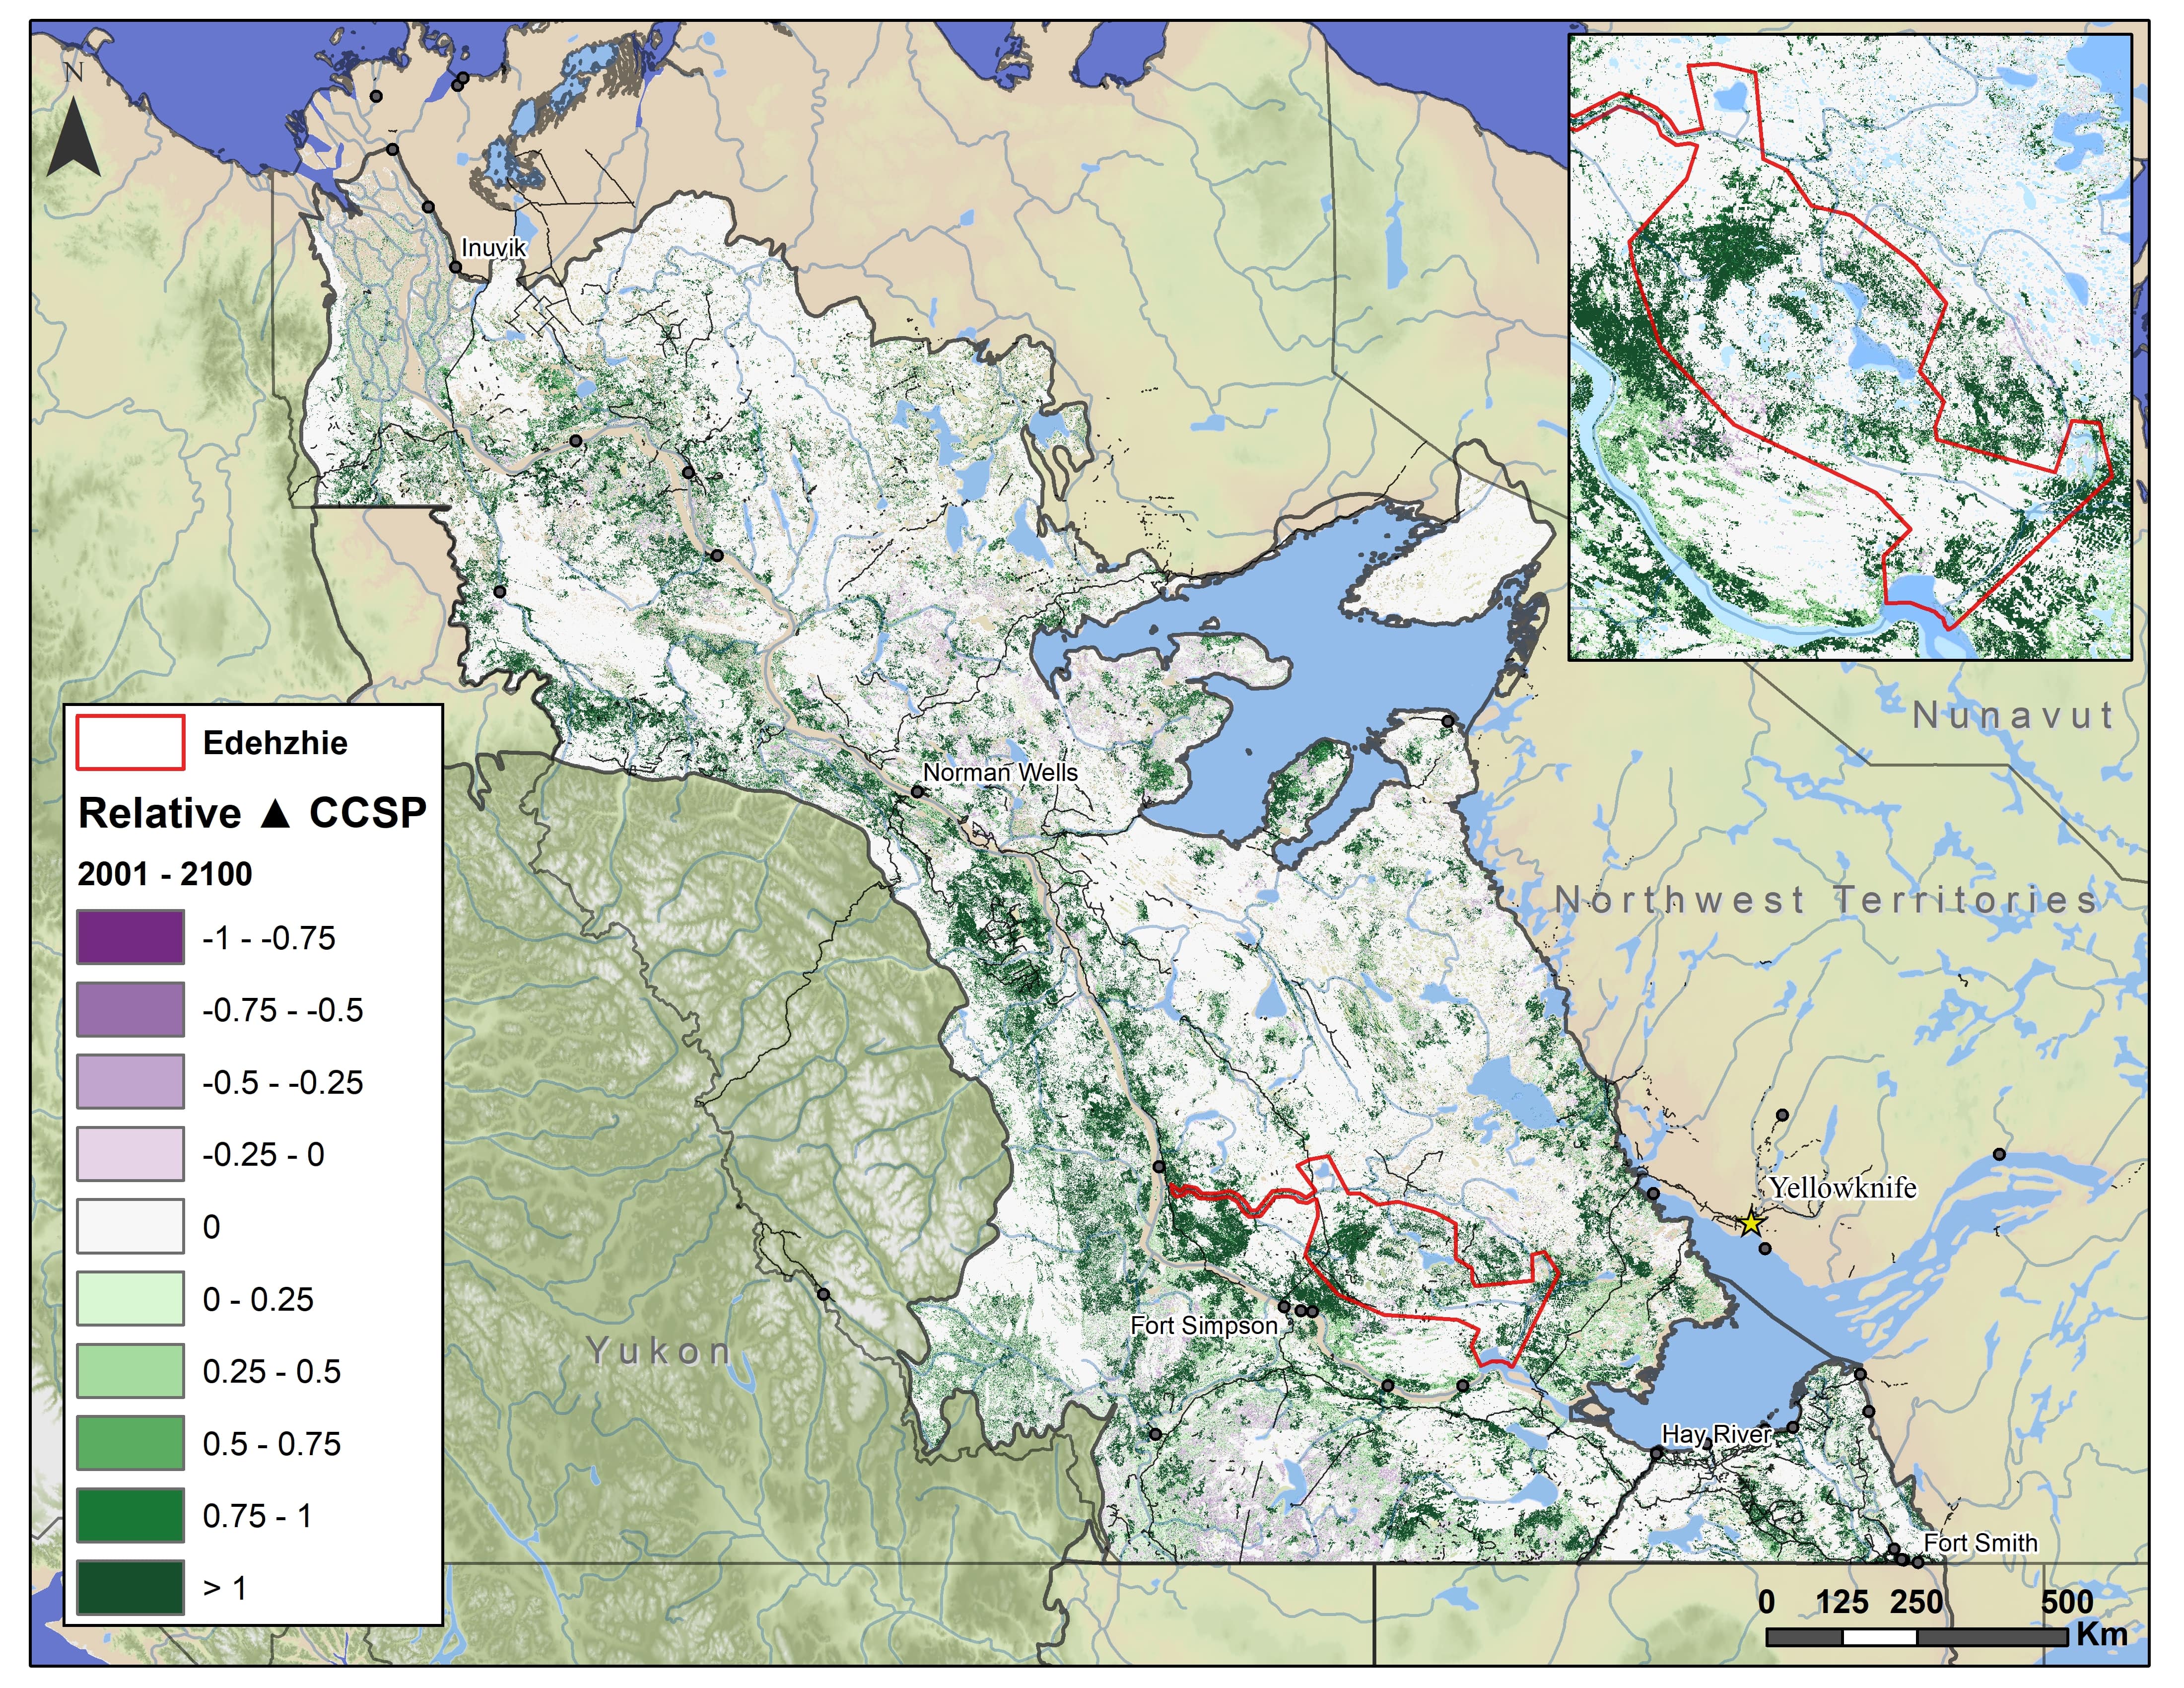 N
Inuvik
Nunavut
Norman Wells
Northwest Territories
Yellowknife
Fort Simpson
Yukon
Hay River
Fort Smith
Edehzhie
Relative ▲ CCSP
2001 - 2100
-1 - -0.75
-0.75 - -0.5
-0.5 - -0.25
-0.25 - 0
0
0 - 0.25
0.25 - 0.5
0.5 - 0.75
0.75 - 1
> 1
0 125 250 500
Km